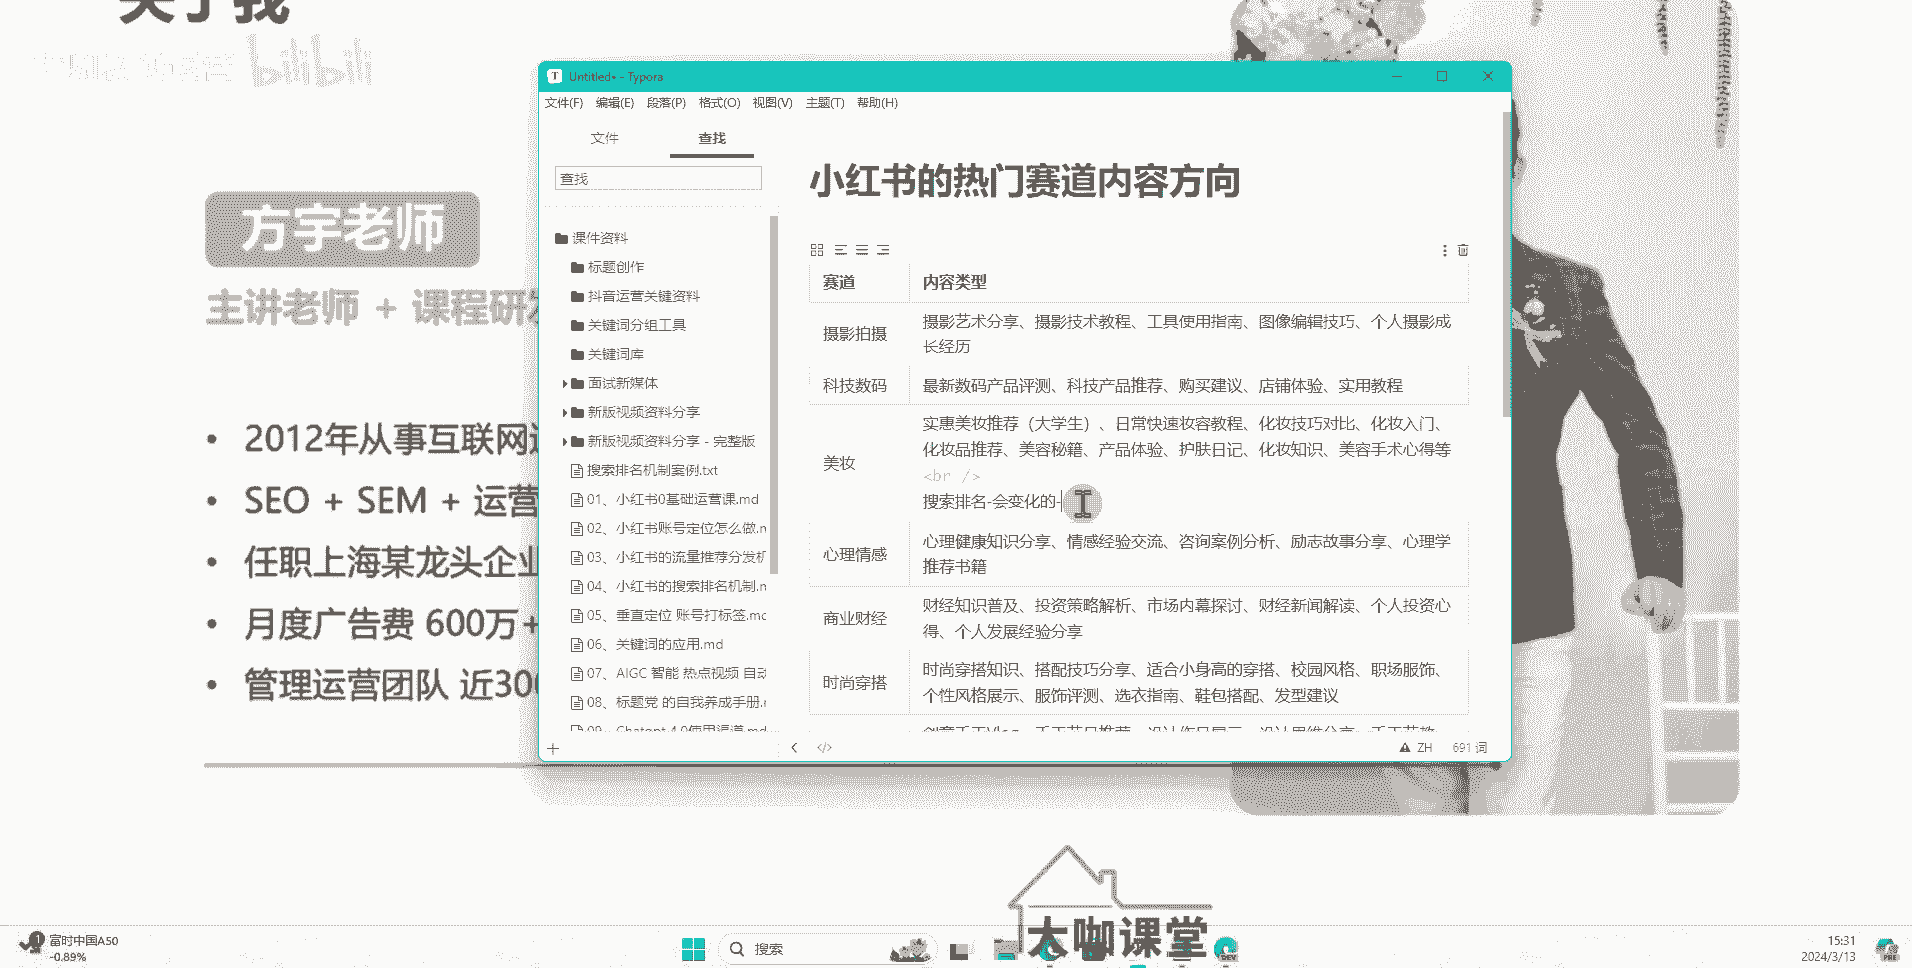 关于我
bilibili
方宇老师
主讲老师 + 课程研发
2012年从事互联网
SEO + SEM + 运营
任职上海某龙头企业
月度广告费 600万+
管理运营团队 近300
Untitled• - Typora
文件(F) 编辑(E) 段落(P) 格式(O) 视图(V) 主题(T) 帮助(H)
文件 查找
查找
课件资料
标题创作
抖音运营关键资料
关键词分组工具
关键词库
面试新媒体
新版视频资料分享
新版视频资料分享 - 完整版
搜索排名机制案例.txt
01、小红书0基础运营课.md
02、小红书账号定位怎么做.m
03、小红书的流量推荐分发机
04、小红书的搜索排名机制.m
05、垂直定位 账号打标签.md
06、关键词的应用.md
07、AIGC 智能 热点视频 自动
08、标题党 的自我养成手册.m
09、Chatgpt 4.0使用渠道.md
小红书的热门赛道内容方向
赛道 内容类型
摄影拍摄 摄影艺术分享、摄影技术教程、工具使用指南、图像编辑技巧、个人摄影成
长经历
科技数码 最新数码产品评测、科技产品推荐、购买建议、店铺体验、实用教程
美妆 实惠美妆推荐（大学生）、日常快速妆容教程、化妆技巧对比、化妆入门、
化妆品推荐、美容秘籍、产品体验、护肤日记、化妆知识、美容手术心得等
<br />
搜索排名-会变化的-
心理情感 心理健康知识分享、情感经验交流、咨询案例分析、励志故事分享、心理学
推荐书籍
商业财经 财经知识普及、投资策略解析、市场内幕探讨、财经新闻解读、个人投资心
得、个人发展经验分享
时尚穿搭 时尚穿搭知识、搭配技巧分享、适合小身高的穿搭、校园风格、职场服饰、
个性风格展示、服饰评测、选衣指南、鞋包搭配、发型建议
ZH 691 词
大咖课堂
富时中国A50
-0.89%
搜索
DEV
15:31
2024/3/13
PRE